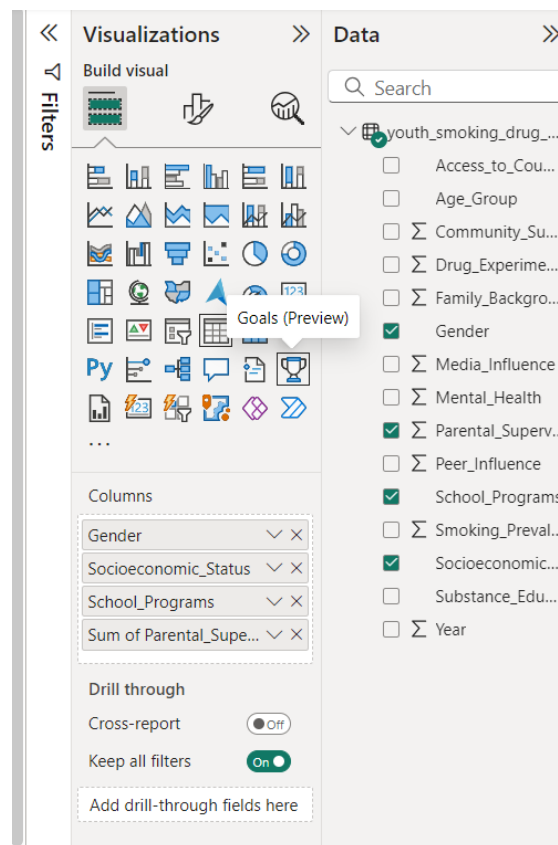 Filters
Visualizations
Build visual
123
Goals (Preview)
Py
123
...
Columns
Gender
Socioeconomic_Status
School_Programs
Sum of Parental_Supe...
Drill through
Cross-report
Off
Keep all filters
On
Add drill-through fields here
Data
Search
youth_smoking_drug_...
Access_to_Cou...
Age_Group
Σ Community_Su...
Σ Drug_Experime...
Σ Family_Backgro...
Gender
Σ Media_Influence
Σ Mental_Health
Σ Parental_Superv...
Σ Peer_Influence
School_Programs
Σ Smoking_Preval...
Socioeconomic...
Substance_Edu...
Σ Year